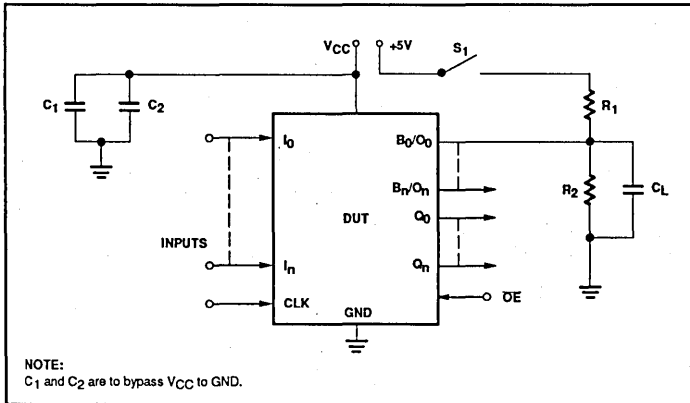 VCC +5V S1
C1 C2 R1
I0 B0/O0
Bn/On R2 CL
DUT Q0
INPUTS
In Qn
CLK OE
GND
NOTE:
C1 and C2 are to bypass VCC to GND.